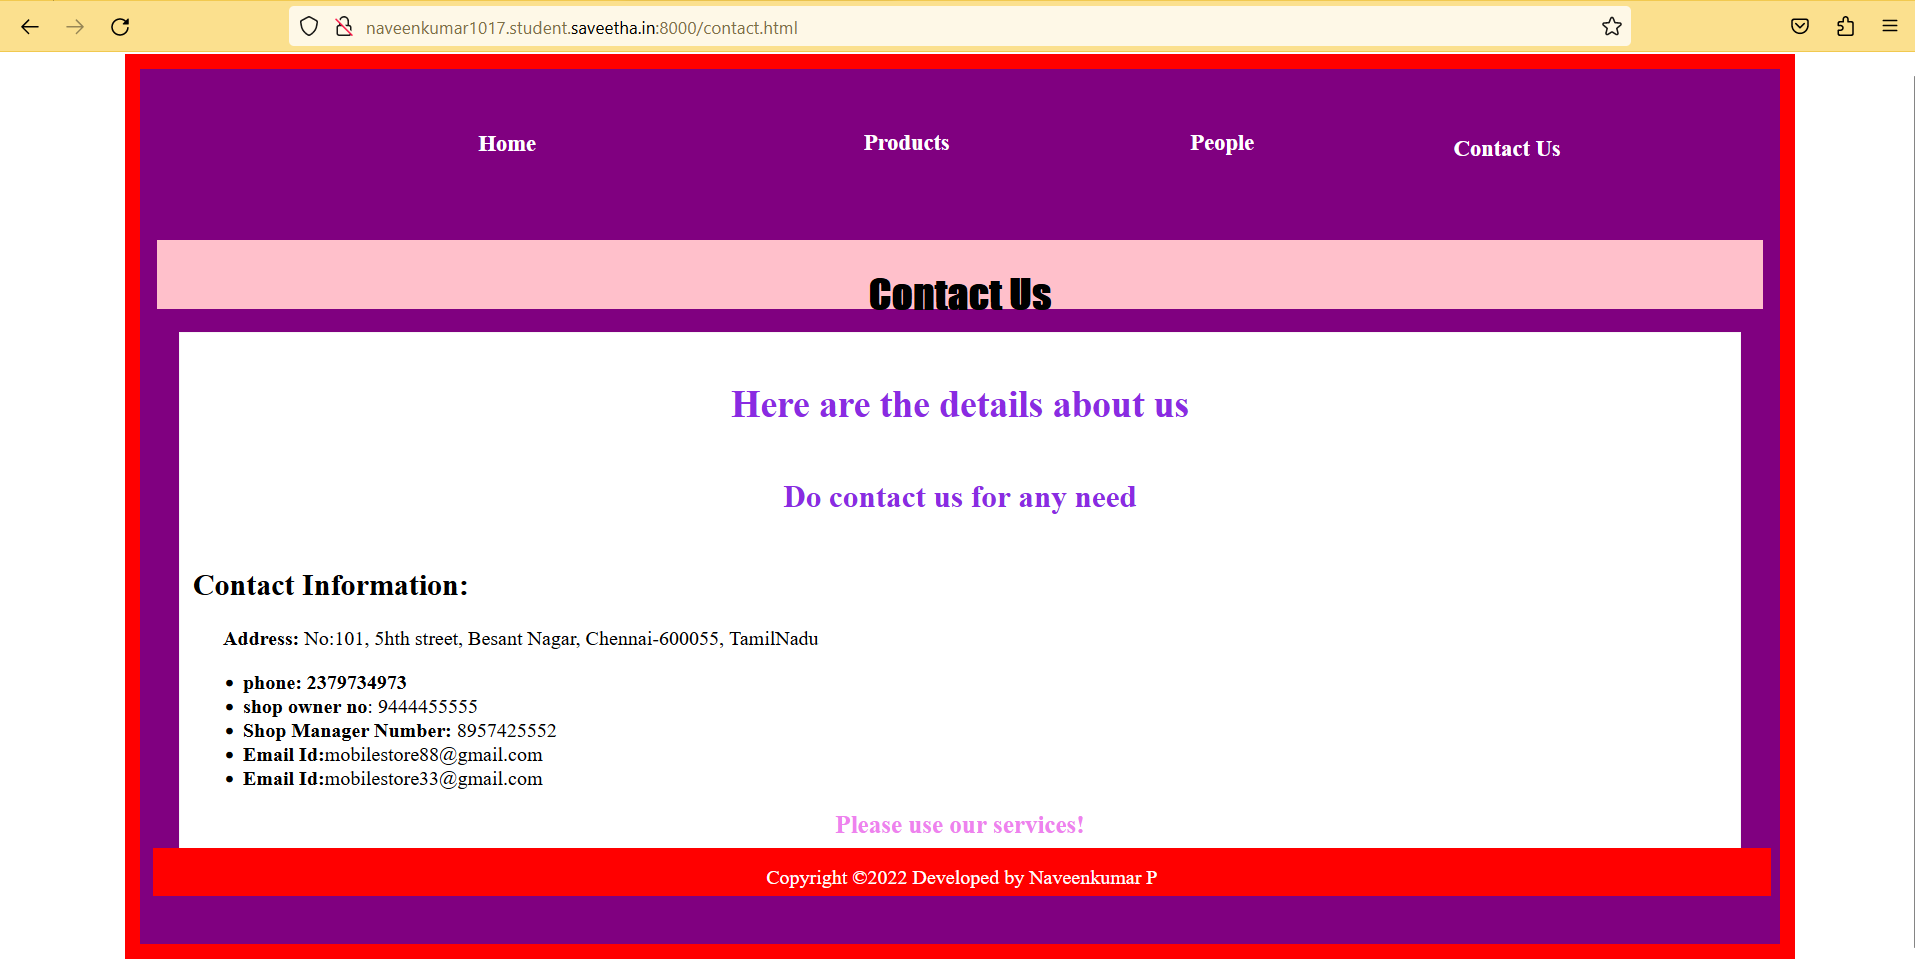 naveenkumar1017.student.saveetha.in:8000/contact.html
Home Products People Contact Us
Contact Us
Here are the details about us
Do contact us for any need
Contact Information:
Address: No:101, 5hth street, Besant Nagar, Chennai-600055, TamilNadu
• phone: 2379734973
• shop owner no: 9444455555
• Shop Manager Number: 8957425552
• Email Id:mobilestore88@gmail.com
• Email Id:mobilestore33@gmail.com
Please use our services!
Copyright ©2022 Developed by Naveenkumar P